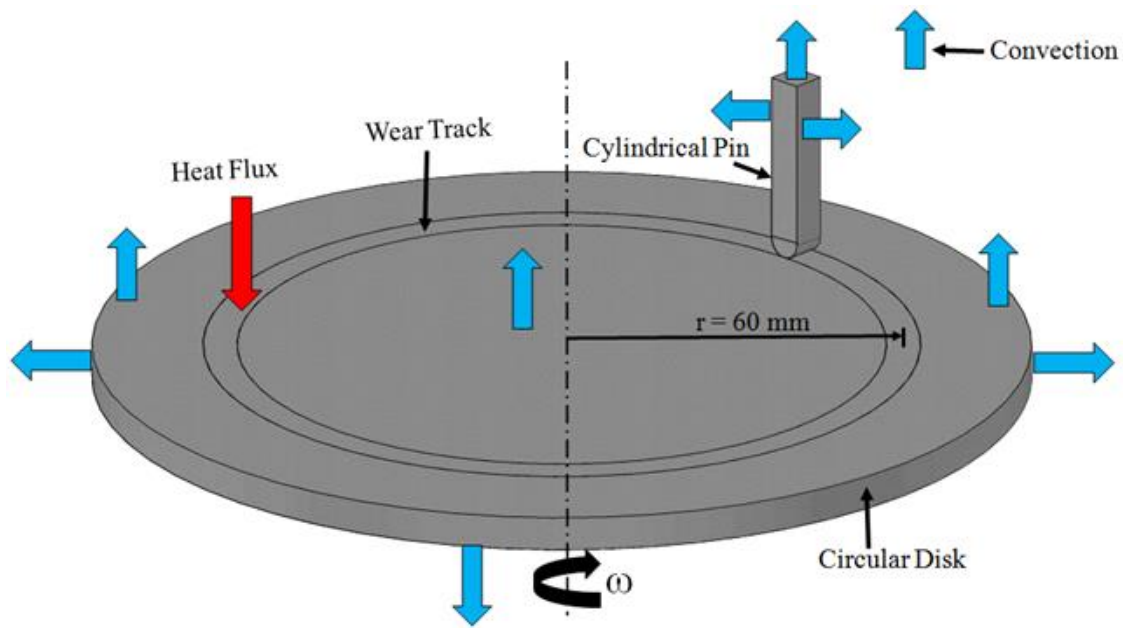 Convection
Wear Track
Cylindrical Pin
Heat Flux
r = 60 mm
Circular Disk
ω